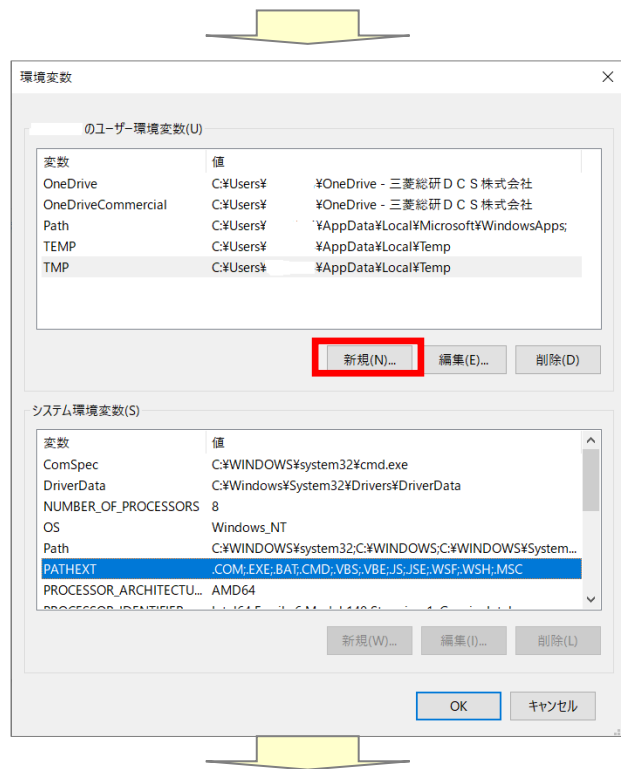 環境変数
のユーザー環境変数(U)
変数 値
OneDrive C:¥Users¥ ¥OneDrive - 三菱総研ＤＣＳ株式会社
OneDriveCommercial C:¥Users¥ ¥OneDrive - 三菱総研ＤＣＳ株式会社
Path C:¥Users¥ ¥AppData¥Local¥Microsoft¥WindowsApps;
TEMP C:¥Users¥ ¥AppData¥Local¥Temp
TMP C:¥Users¥ ¥AppData¥Local¥Temp
新規(N)... 編集(E)... 削除(D)
システム環境変数(S)
変数 値
ComSpec C:¥WINDOWS¥system32¥cmd.exe
DriverData C:¥Windows¥System32¥Drivers¥DriverData
NUMBER_OF_PROCESSORS 8
OS Windows_NT
Path C:¥WINDOWS¥system32;C:¥WINDOWS;C:¥WINDOWS¥System...
PATHEXT .COM;.EXE;.BAT;.CMD;.VBS;.VBE;.JS;.JSE;.WSF;.WSH;.MSC
PROCESSOR_ARCHITECTU... AMD64
新規(W)... 編集(I)... 削除(L)
OK キャンセル